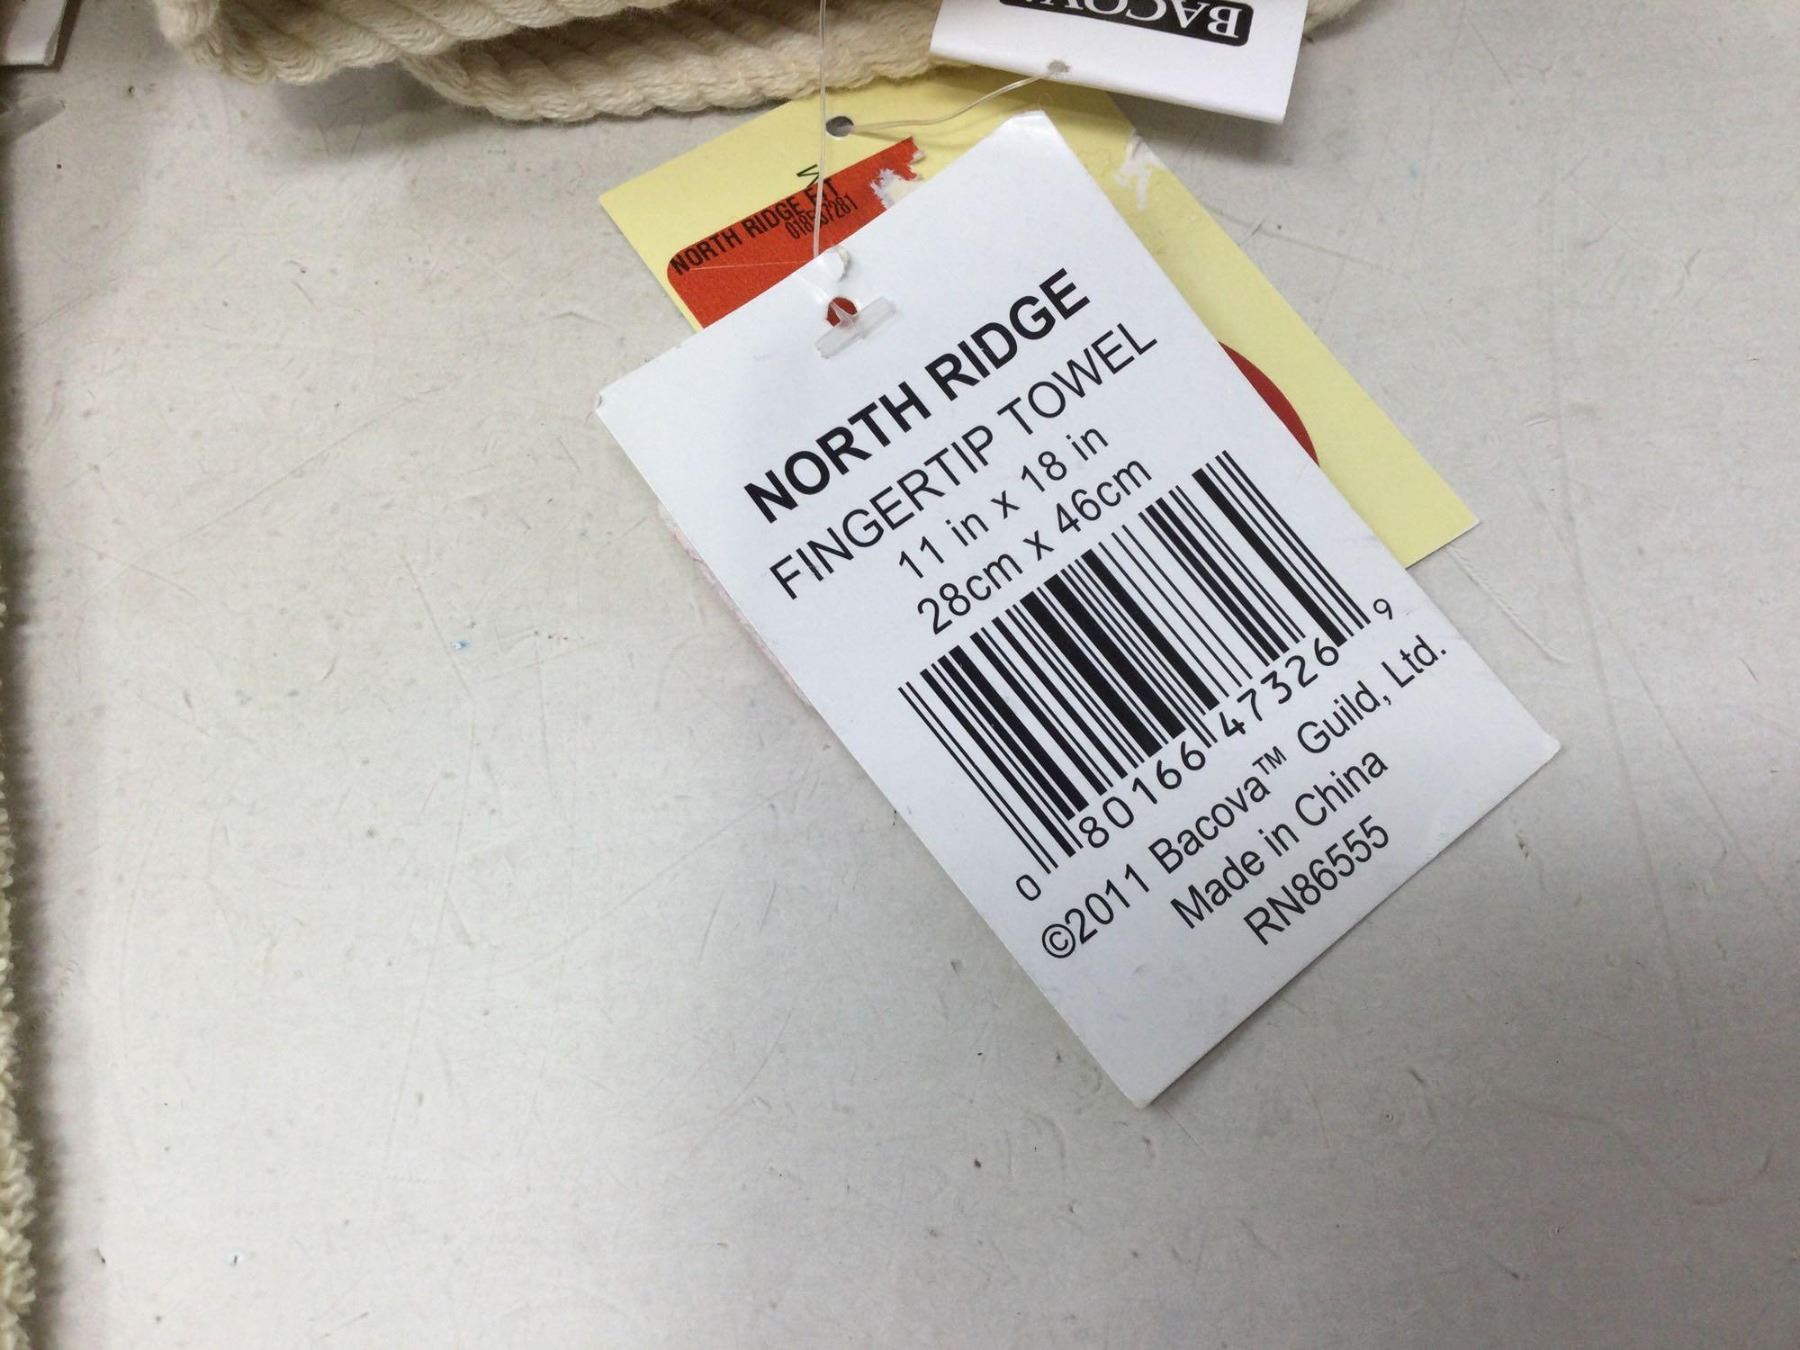 NORTH RIDGE
NORTH RIDGE
FINGERTIP TOWEL
11 in x 18 in
28cm x 46cm
0 80166 47326 9
©2011 Bacova™ Guild, Ltd.
Made in China
RN86555